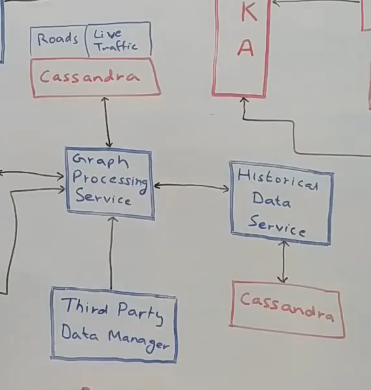 K
A
Roads
Live
Traffic
Cassandra
Graph
Processing
Service
Historical
Data
Service
Third Party
Data Manager
Cassandra